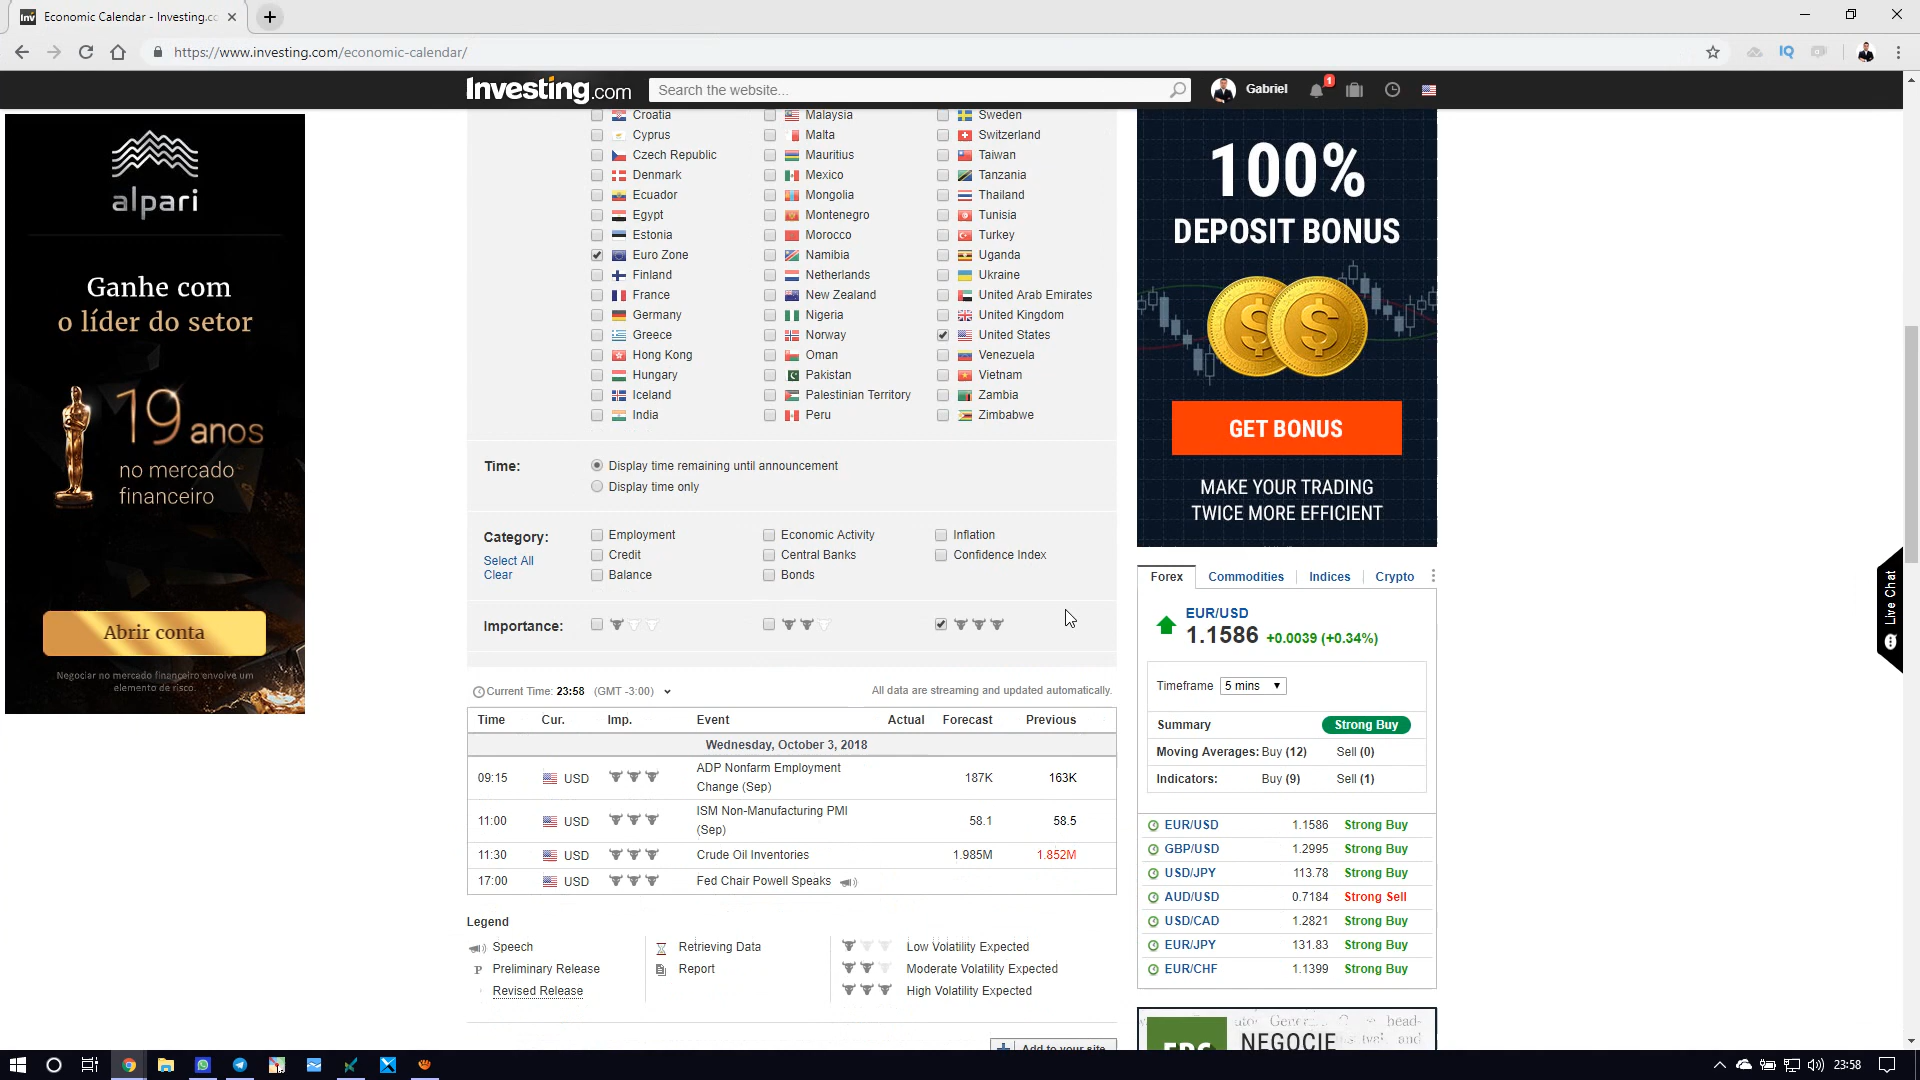 Economic Calendar - Investing.cc
https://www.investing.com/economic-calendar/
Investing.com
Search the website...
Gabriel
1
alpari
Ganhe com
o líder do setor
19 anos
no mercado
financeiro
Abrir conta
Negociar no mercado financeiro envolve um
elemento de risco.
Croatia Malaysia Sweden
Cyprus Malta Switzerland
Czech Republic Mauritius Taiwan
Denmark Mexico Tanzania
Ecuador Mongolia Thailand
Egypt Montenegro Tunisia
Estonia Morocco Turkey
Euro Zone Namibia Uganda
Finland Netherlands Ukraine
France New Zealand United Arab Emirates
Germany Nigeria United Kingdom
Greece Norway United States
Hong Kong Oman Venezuela
Hungary Pakistan Vietnam
Iceland Palestinian Territory Zambia
India Peru Zimbabwe
Time: Display time remaining until announcement
Display time only
Category: Employment Economic Activity Inflation
Select All Credit Central Banks Confidence Index
Clear Balance Bonds
Importance:
Current Time: 23:58 (GMT -3:00) All data are streaming and updated automatically.
Time Cur. Imp. Event Actual Forecast Previous
Wednesday, October 3, 2018
09:15 USD ADP Nonfarm Employment Change (Sep) 187K 163K
11:00 USD ISM Non-Manufacturing PMI (Sep) 58.1 58.5
11:30 USD Crude Oil Inventories 1.985M 1.852M
17:00 USD Fed Chair Powell Speaks
Legend
Speech Retrieving Data Low Volatility Expected
P Preliminary Release Report Moderate Volatility Expected
Revised Release High Volatility Expected
Add to your site
100%
DEPOSIT BONUS
$ $
GET BONUS
MAKE YOUR TRADING
TWICE MORE EFFICIENT
Forex Commodities Indices Crypto
EUR/USD
1.1586 +0.0039 (+0.34%)
Timeframe 5 mins
Summary Strong Buy
Moving Averages: Buy (12) Sell (0)
Indicators: Buy (9) Sell (1)
EUR/USD 1.1586 Strong Buy
GBP/USD 1.2995 Strong Buy
USD/JPY 113.78 Strong Buy
AUD/USD 0.7184 Strong Sell
USD/CAD 1.2821 Strong Buy
EUR/JPY 131.83 Strong Buy
EUR/CHF 1.1399 Strong Buy
NEGOCIE
Live Chat
23:58